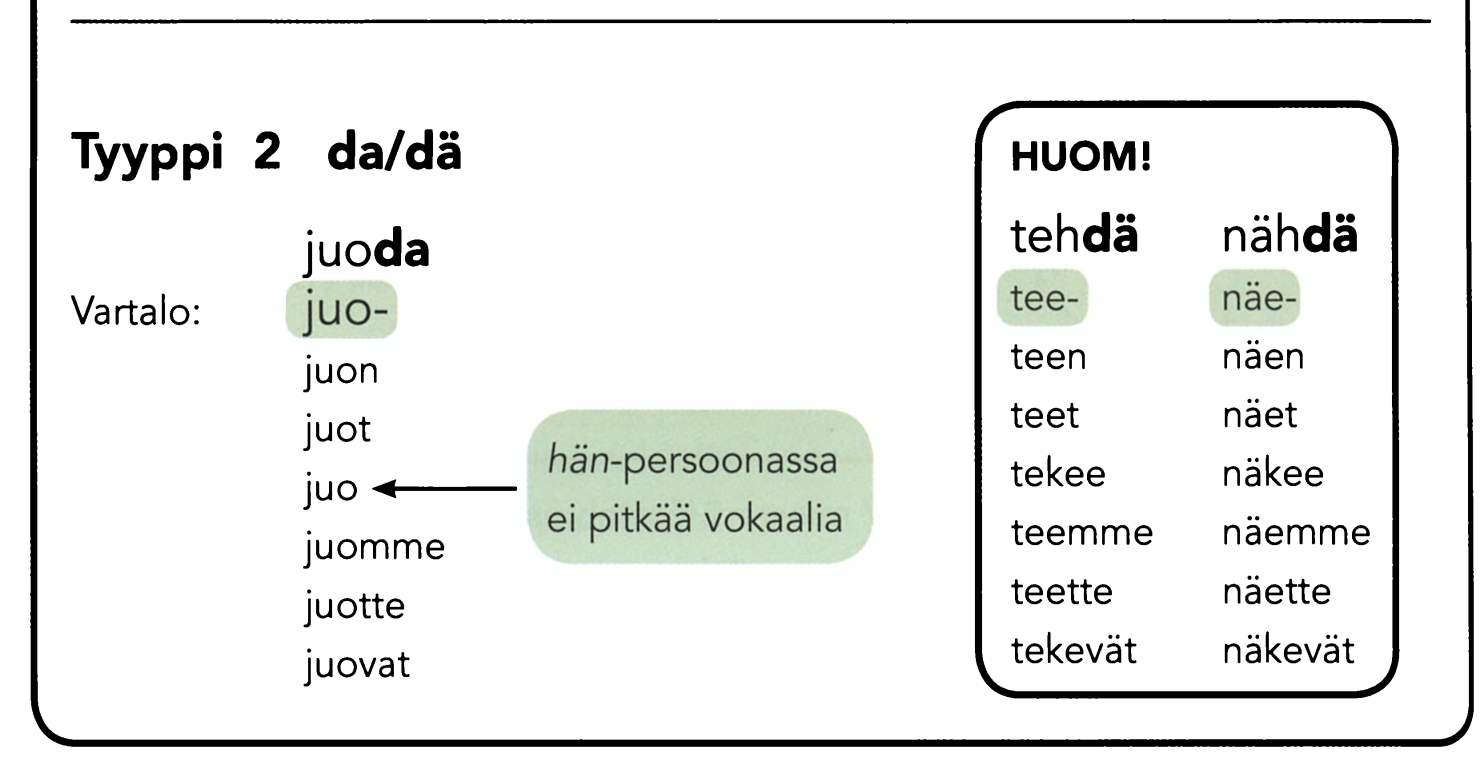 Tyyppi 2 da/dä
juoda
Vartalo: juo-
juon
juot
juo
juomme
juotte
juovat
hän-persoonassa
ei pitkää vokaalia
HUOM!
tehdä nähdä
tee- näe-
teen näen
teet näet
tekee näkee
teemme näemme
teette näette
tekevät näkevät